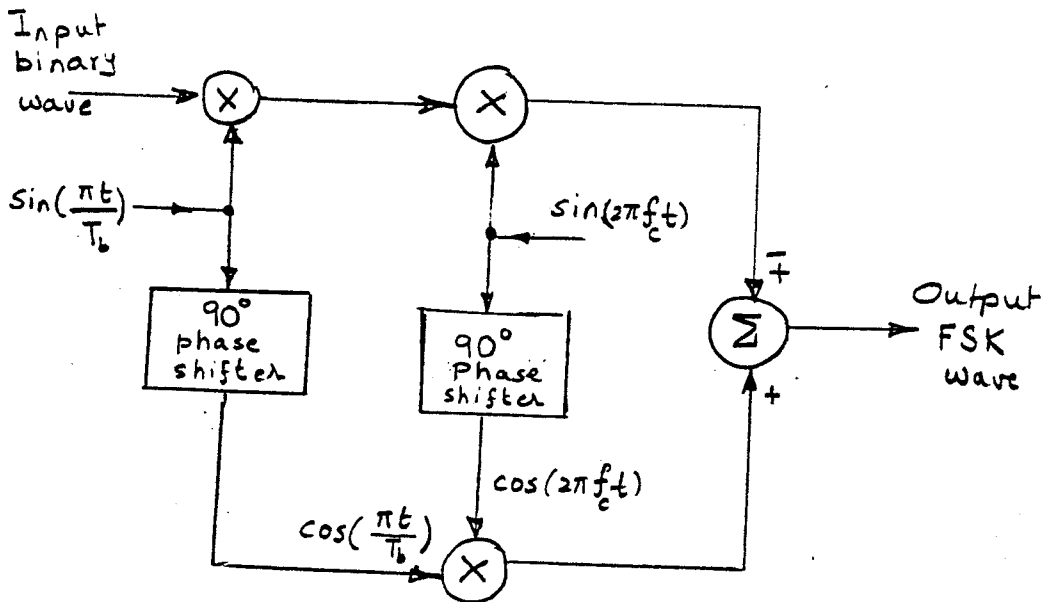 Input
binary
wave
×
×
sin(πt/T_b)
sin(2πf_c t)
∓
90°
phase
shifter
90°
Phase
shifter
Σ
Output
FSK
wave
+
cos(2πf_c t)
cos(πt/T_b)
×